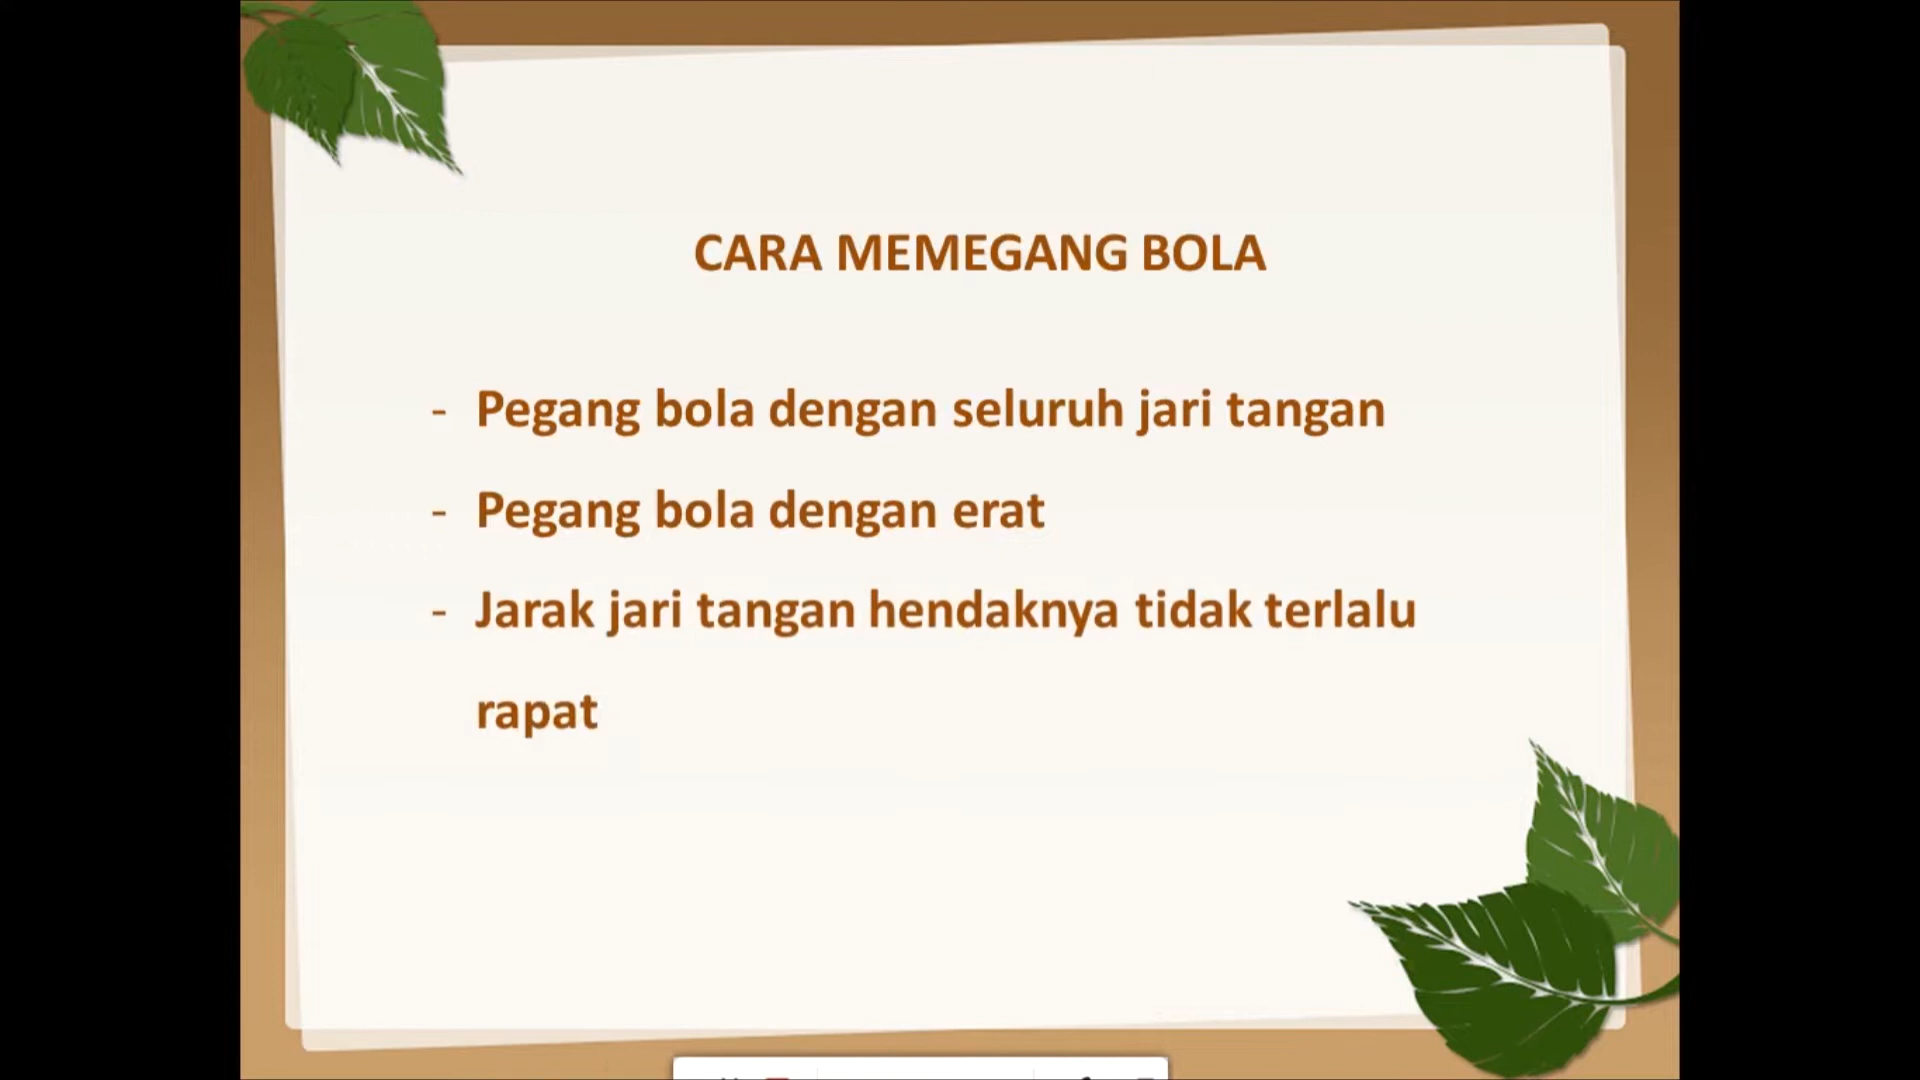 CARA MEMEGANG BOLA
- Pegang bola dengan seluruh jari tangan
- Pegang bola dengan erat
- Jarak jari tangan hendaknya tidak terlalu
rapat